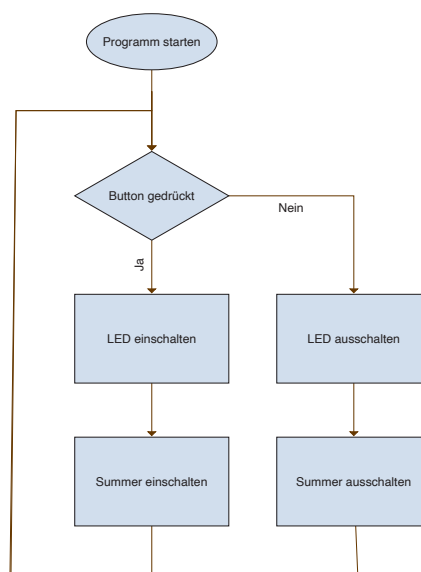 Programm starten
Button gedrückt
Nein
Ja
LED einschalten
LED ausschalten
Summer einschalten
Summer ausschalten